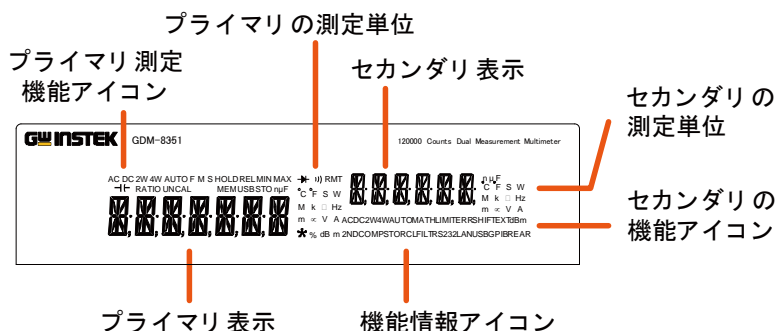 プライマリの測定単位
プライマリ測定
機能アイコン
セカンダリ表示
セカンダリの
測定単位
GW INSTEK GDM-8351
120000 Counts Dual Measurement Multimeter
AC DC 2W 4W AUTO F M S HOLD REL MIN MAX
RATIO UNCAL MEM USB STO nμF
RMT
°C °F S W
M k □ Hz
m ∝ V A
% dB m
nμF
°C °F S W
M k □ Hz
m ∝ V A
ACDC2W4WAUTOMATHLIMITERRSHIFTEXTdBm
2NDCOMPSTORCLFILTRS232LANUSBGPIBREAR
セカンダリの
機能アイコン
プライマリ表示
機能情報アイコン